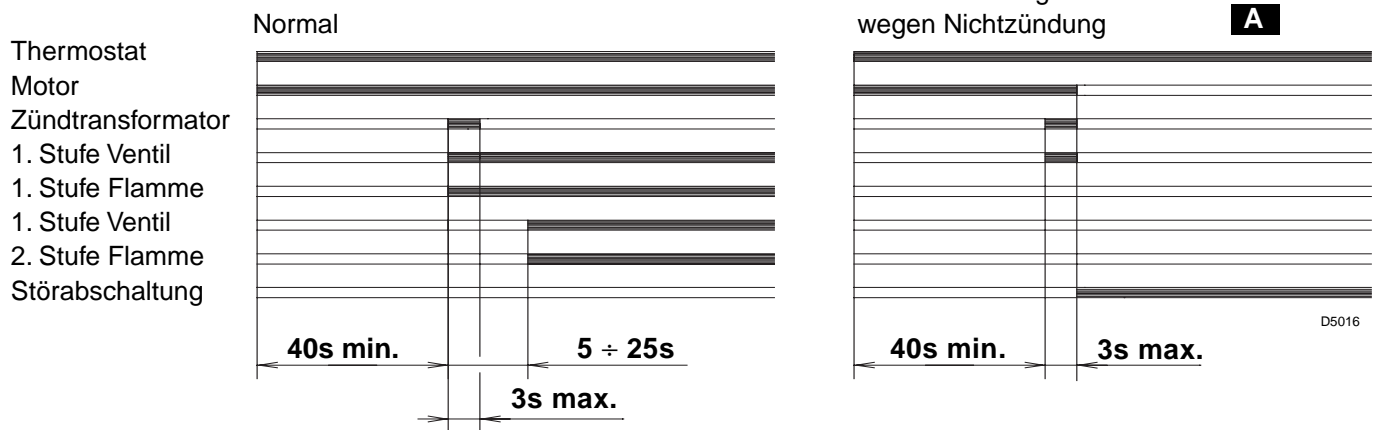 Normal
wegen Nichtzündung
A
Thermostat
Motor
Zündtransformator
1. Stufe Ventil
1. Stufe Flamme
1. Stufe Ventil
2. Stufe Flamme
Störabschaltung
D5016
40s min.
5 ÷ 25s
40s min.
3s max.
3s max.